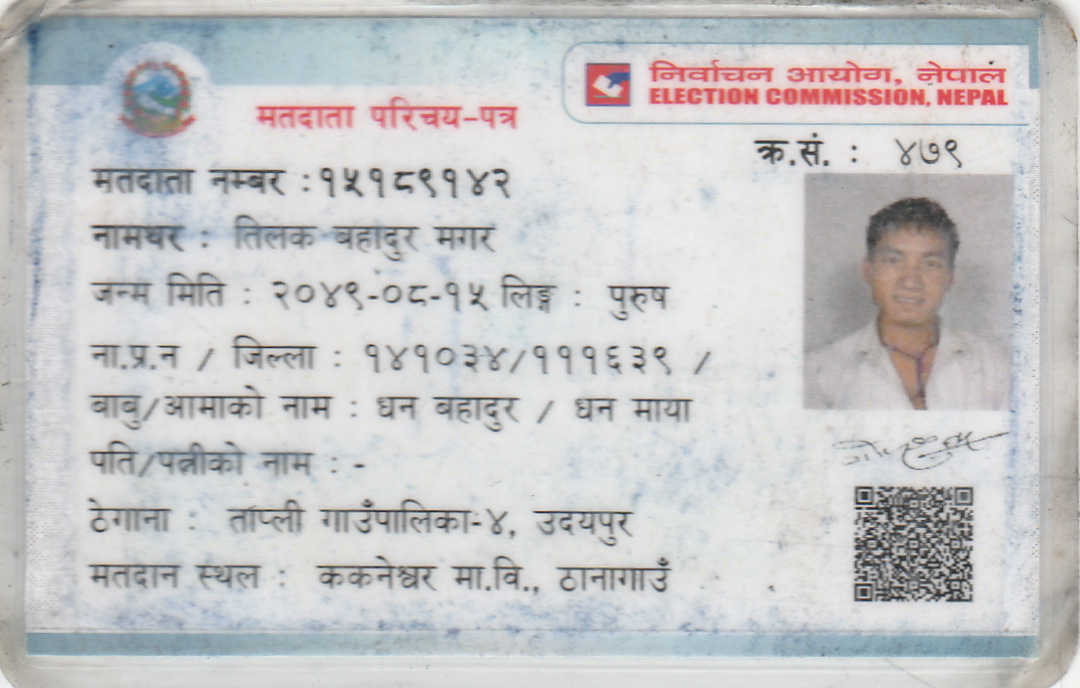 निर्वाचन आयोग, नेपाल
ELECTION COMMISSION, NEPAL
मतदाता परिचय-पत्र
क्र.सं. : ४७९
मतदाता नम्बर : १५१८९१४२
नामथर : तिलक बहादुर मगर
जन्म मिति : २०४९-०८-१५ लिङ्ग : पुरुष
ना.प्र.न / जिल्ला : १४१०३४/१११६३९ /
बाबु/आमाको नाम : धन बहादुर / धन माया
पति/पत्नीको नाम : -
ठेगाना : ताप्ली गाउँपालिका-४, उदयपुर
मतदान स्थल : ककनेश्वर मा.वि., ठानागाउँ